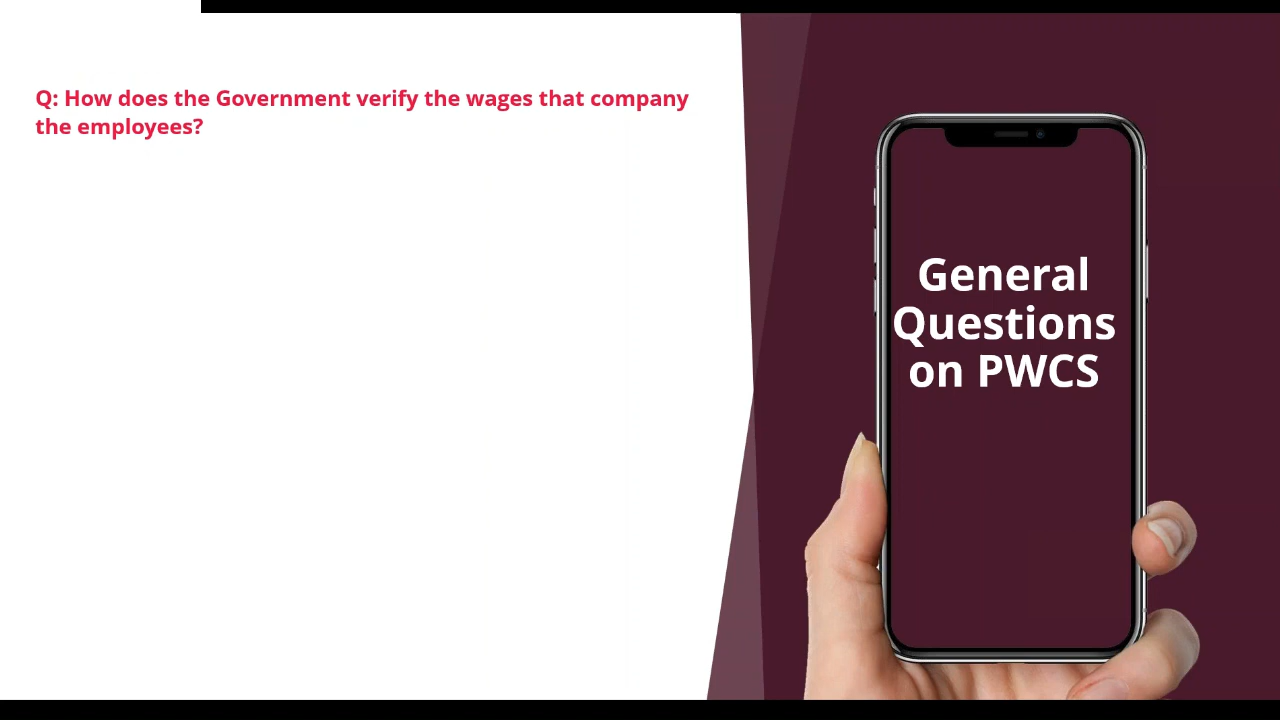 Q: How does the Government verify the wages that company
the employees?
General
Questions
on PWCS